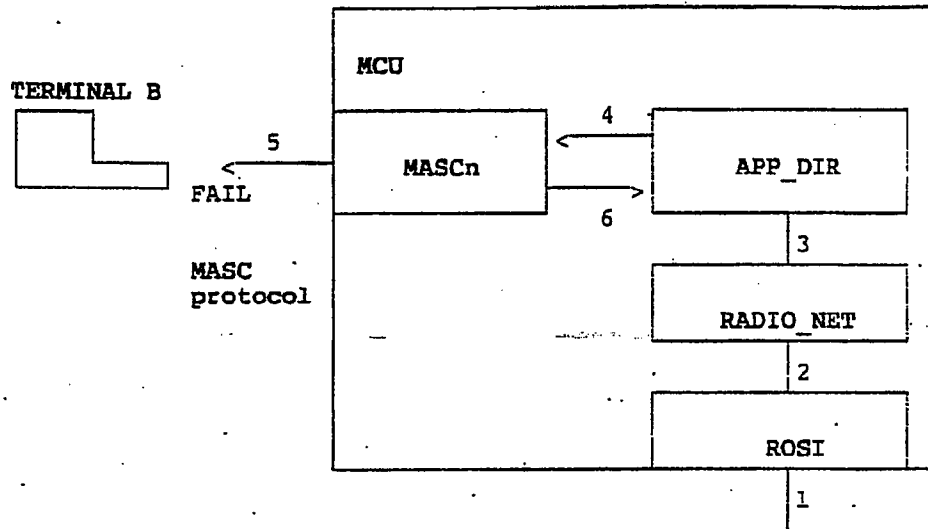 MCU
TERMINAL B
5
4
MASCn
APP_DIR
FAIL
6
3
MASC
protocol
RADIO_NET
2
ROSI
1